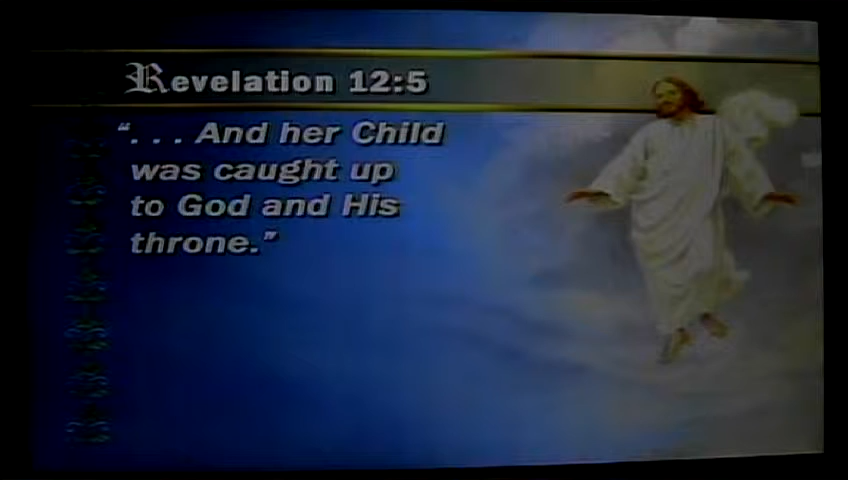 Revelation 12:5
“. . . And her Child
was caught up
to God and His
throne.”